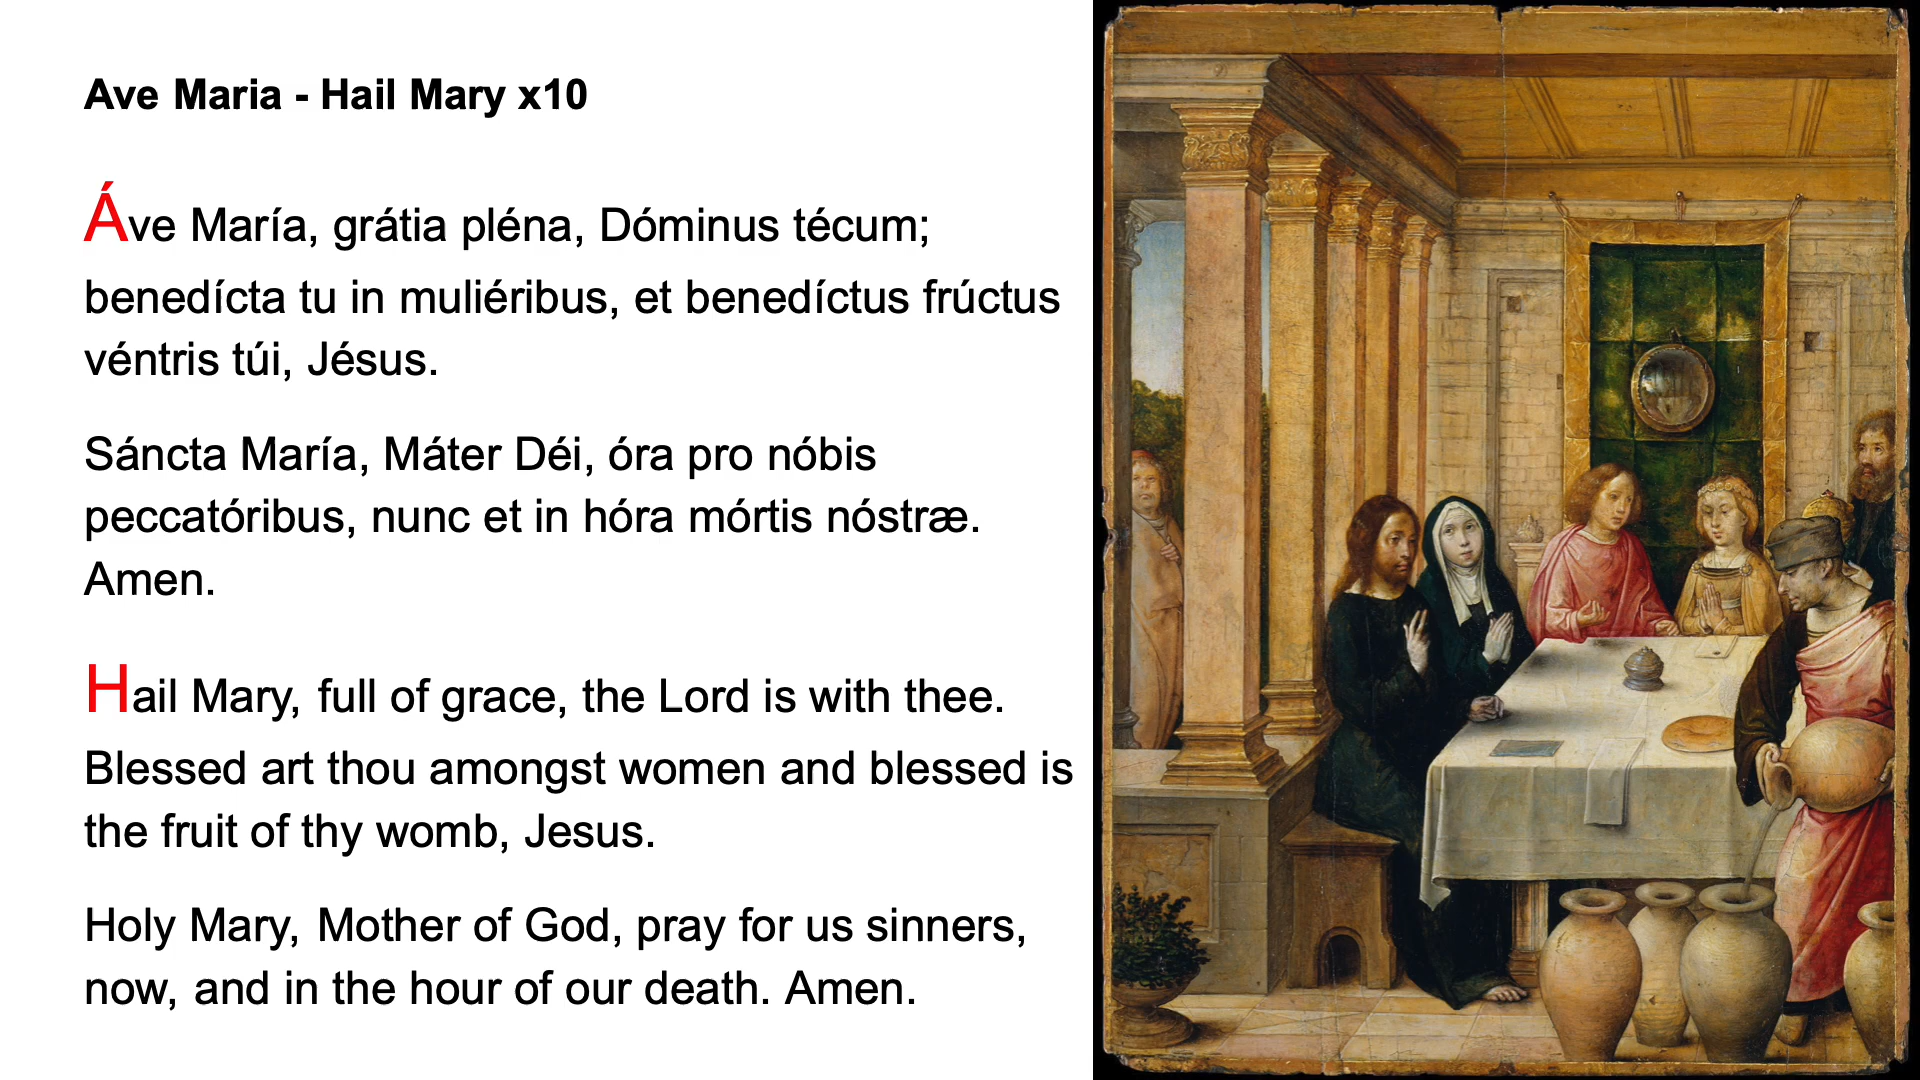 Ave Maria - Hail Mary x10
Áve María, grátia pléna, Dóminus técum;
benedícta tu in muliéribus, et benedíctus frúctus
véntris túi, Jésus.
Sáncta María, Máter Déi, óra pro nóbis
peccatóribus, nunc et in hóra mórtis nóstræ.
Amen.
Hail Mary, full of grace, the Lord is with thee.
Blessed art thou amongst women and blessed is
the fruit of thy womb, Jesus.
Holy Mary, Mother of God, pray for us sinners,
now, and in the hour of our death. Amen.